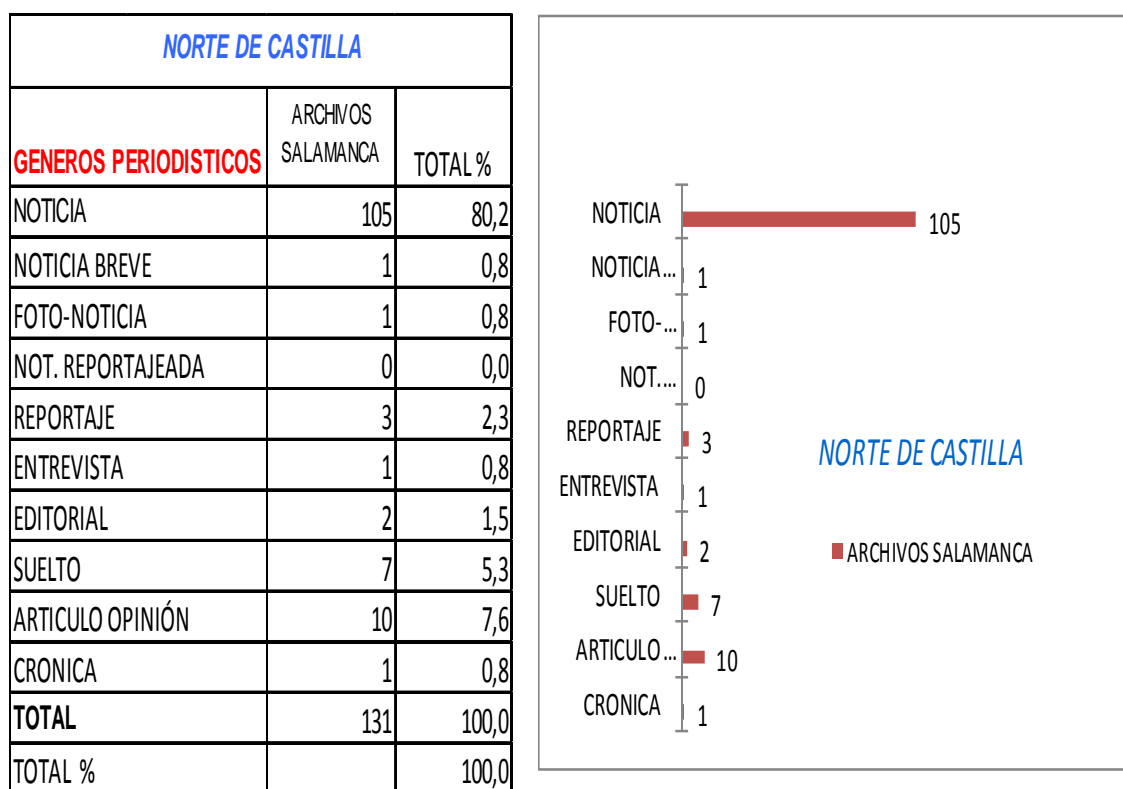 NORTE DE CASTILLA
GENEROS PERIODISTICOS ARCHIVOS SALAMANCA TOTAL %
NOTICIA 105 80,2
NOTICIA BREVE 1 0,8
FOTO-NOTICIA 1 0,8
NOT. REPORTAJEADA 0 0,0
REPORTAJE 3 2,3
ENTREVISTA 1 0,8
EDITORIAL 2 1,5
SUELTO 7 5,3
ARTICULO OPINIÓN 10 7,6
CRONICA 1 0,8
TOTAL 131 100,0
TOTAL % 100,0
NOTICIA 105
NOTICIA... 1
FOTO-... 1
NOT.... 0
REPORTAJE 3
ENTREVISTA 1
EDITORIAL 2
SUELTO 7
ARTICULO... 10
CRONICA 1
NORTE DE CASTILLA
ARCHIVOS SALAMANCA